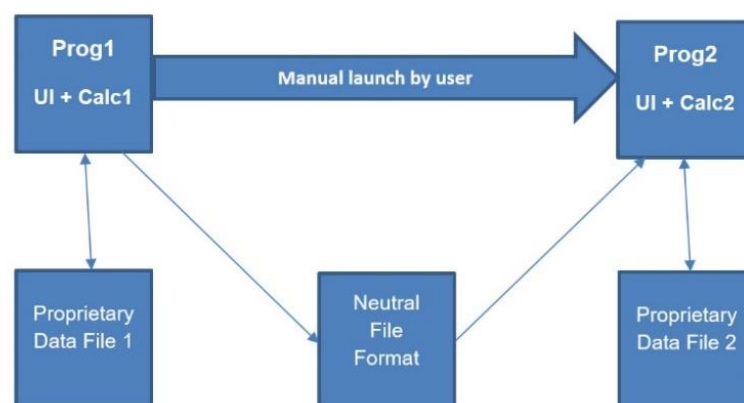 Prog1
UI + Calc1
Manual launch by user
Prog2
UI + Calc2
Proprietary
Data File 1
Neutral
File
Format
Proprietary
Data File 2